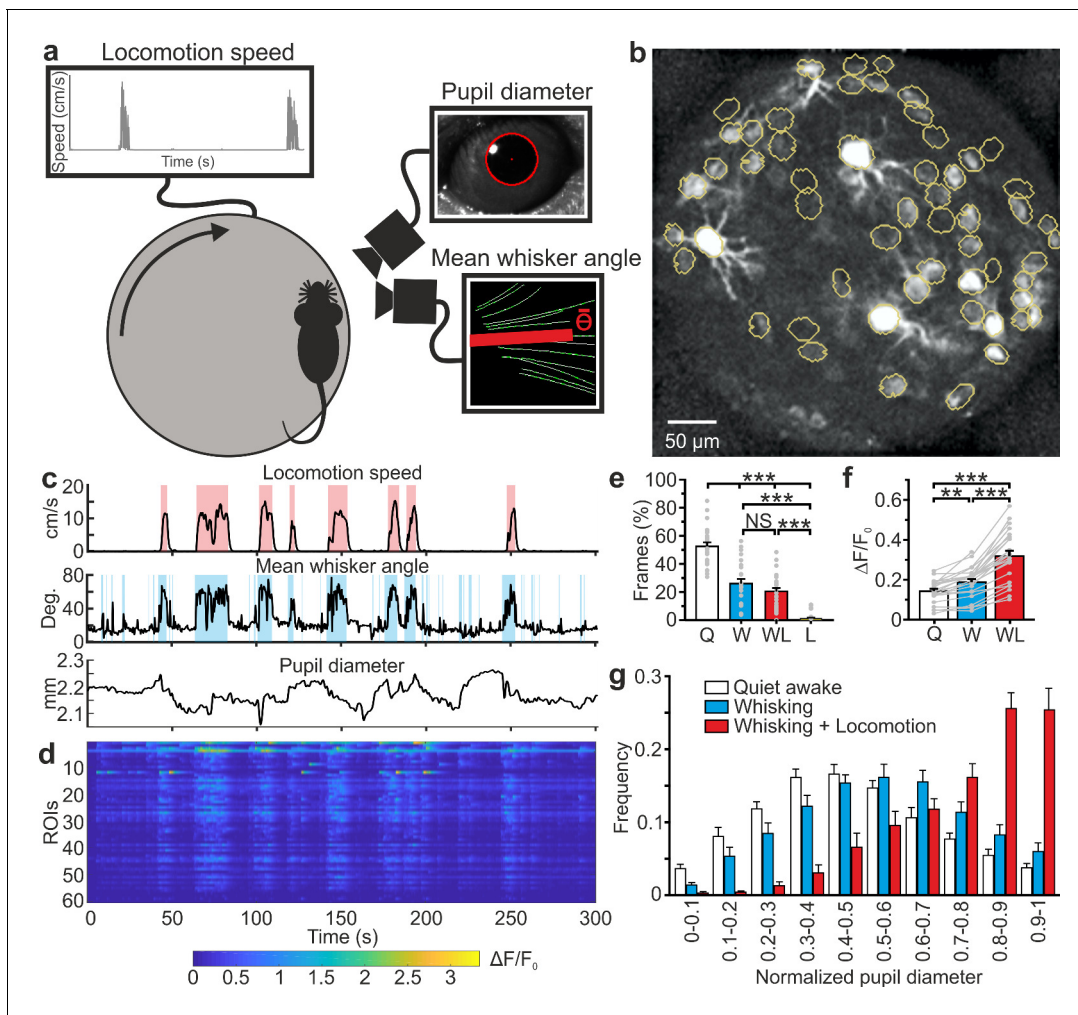 a
Locomotion speed
Speed (cm/s)
Time (s)
Pupil diameter
Mean whisker angle
Θ̄
b
50 µm
c
Locomotion speed
cm/s
20
10
0
Mean whisker angle
Deg.
80
40
0
Pupil diameter
mm
2.3
2.2
2.1
d
ROIs
10
20
30
40
50
60
0 50 100 150 200 250 300
Time (s)
ΔF/F0
0 0.5 1 1.5 2 2.5 3
e
Frames (%)
100
80
60
40
20
0
***
***
NS ***
Q W WL L
f
ΔF/F0
0.6
0.4
0.2
0
***
** ***
Q W WL
g
Quiet awake
Whisking
Whisking + Locomotion
Frequency
0.3
0.2
0.1
0
0-0.1 0.1-0.2 0.2-0.3 0.3-0.4 0.4-0.5 0.5-0.6 0.6-0.7 0.7-0.8 0.8-0.9 0.9-1
Normalized pupil diameter